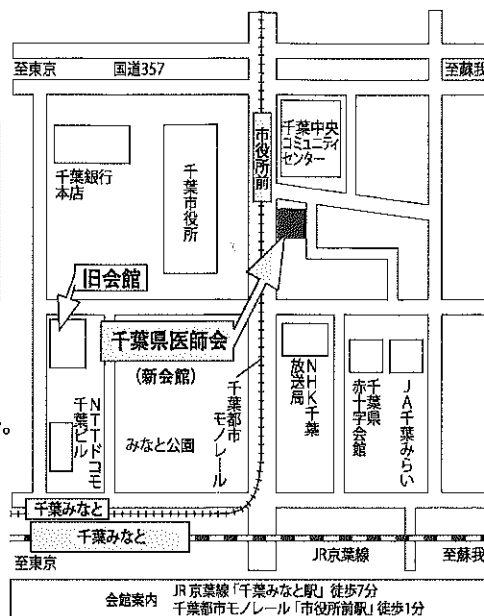 至東京
国道357
至蘇我
市役所前
千葉中央
コミュニティ
センター
千葉銀行
本店
千葉市役所
旧会館
千葉県医師会
(新会館)
千葉都市
モノレール
NHK千葉
放送局
千葉県
赤十字会館
JA千葉みらい
NTTドコモ
千葉ビル
みなと公園
。
千葉みなと
千葉みなと
至東京
JR京葉線
至蘇我
会館案内
JR京葉線「千葉みなと駅」徒歩7分
千葉都市モノレール「市役所前駅」徒歩1分